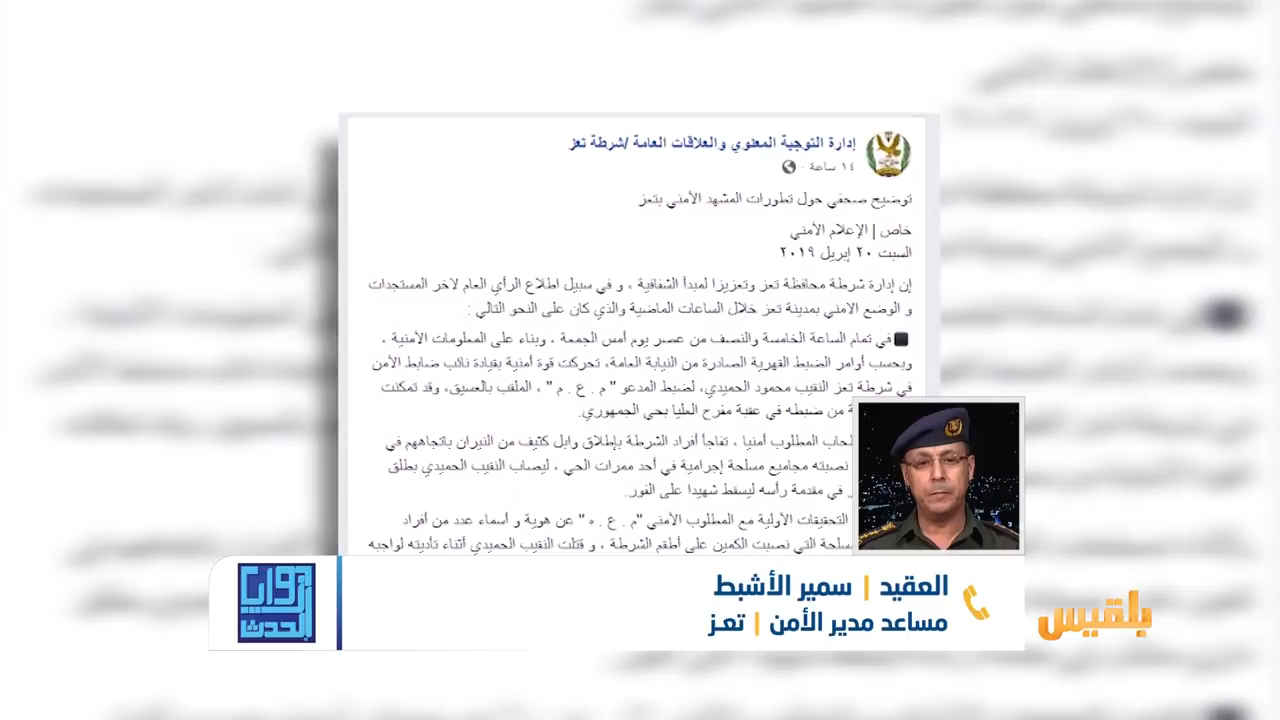 إدارة التوجية المعنوي والعلاقات العامة /شرطة تعز
١٤ ساعة ·
توضيح صحفي حول تطورات المشهد الأمني بتعز
خاص | الإعلام الأمني
السبت ٢٠ إبريل ٢٠١٩
إن إدارة شرطة محافظة تعز وتعزيزا لمبدأ الشفافية ، و في سبيل اطلاع الرأي العام لاخر المستجدات
و الوضع الامني بمدينة تعز خلال الساعات الماضية والذي كان على النحو التالي :
في تمام الساعة الخامسة والنصف من عصر يوم أمس الجمعة ، وبناء على المعلومات الأمنية ،
وبحسب أوامر الضبط القهرية الصادرة من النيابة العامة، تحركت قوة أمنية بقيادة نائب ضابط الأمن
في شرطة تعز النقيب محمود الحميدي، لضبط المدعو " م . ع . م " ، الملقب بالعسيق، وقد تمكنت
من ضبطه في عقبة مفرح العليا بحي الجمهوري.
المطلوب أمنيا ، تفاجأ أفراد الشرطة بإطلاق وابل كثيف من النيران باتجاههم في
نصبته مجاميع مسلحة إجرامية في أحد ممرات الحي ، ليصاب النقيب الحميدي بطلق
في مقدمة رأسه ليسقط شهيدا على الفور.
التحقيقات الأولية مع المطلوب الأمني "م . ع . ه " عن هوية و أسماء عدد من أفراد
التي نصبت الكمين على أطقم الشرطة ، و قتلت النقيب الحميدي أثناء تأديته لواجبه
العقيد | سمير الأشبط
مساعد مدير الأمن | تعز
زوايا الحدث
بلقيس